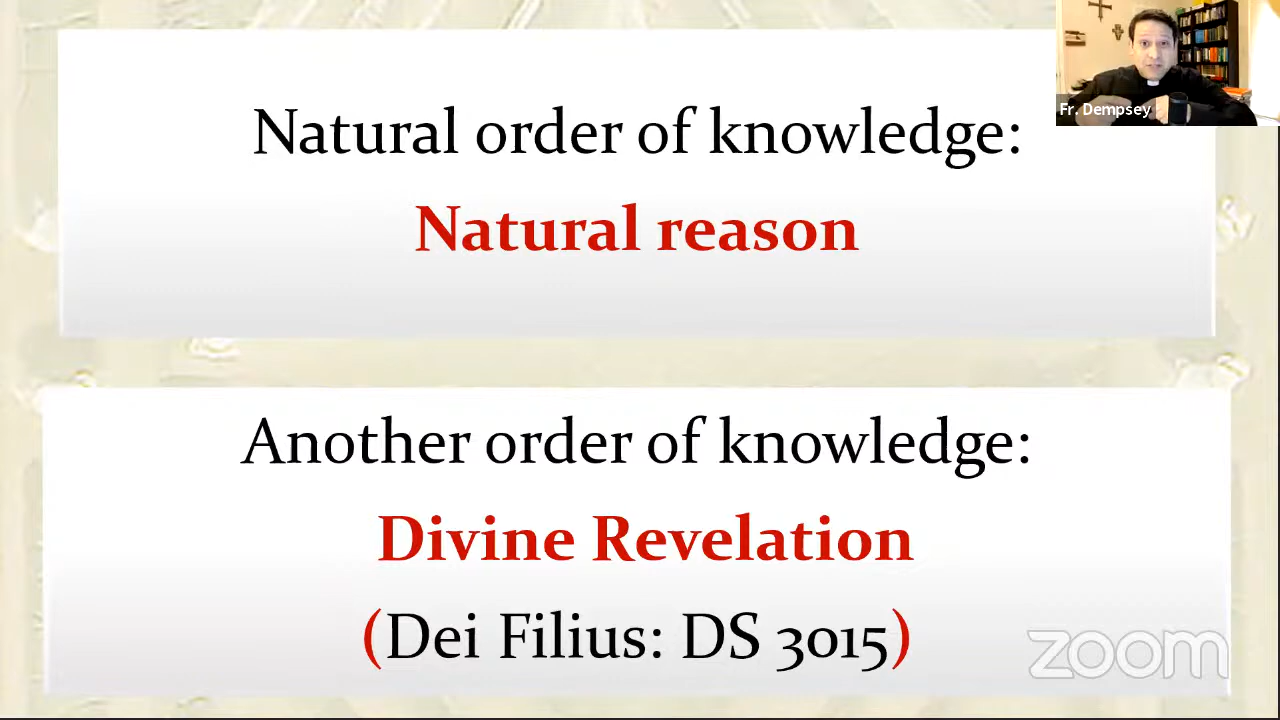 Natural order of knowledge:
Natural reason
Another order of knowledge:
Divine Revelation
(Dei Filius: DS 3015)
Fr. Dempsey
zoom